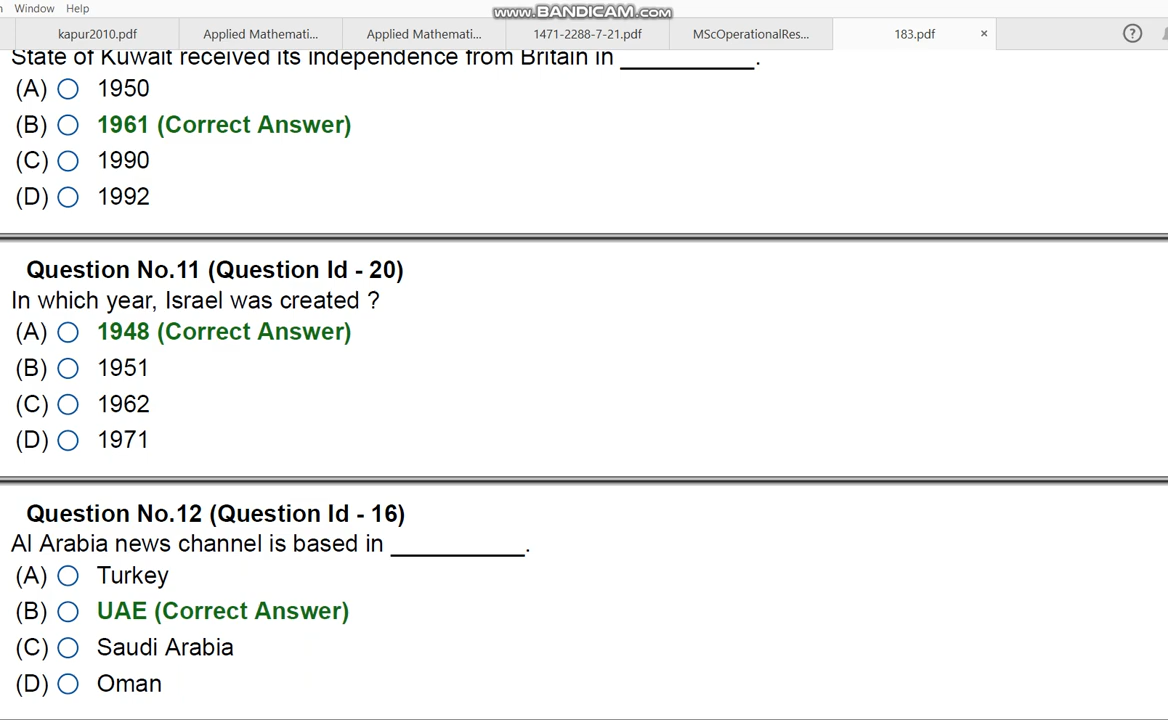 Window Help
www.BANDICAM.com
kapur2010.pdf Applied Mathemati... Applied Mathemati... 1471-2288-7-21.pdf MScOperationalRes... 183.pdf × ?
State of Kuwait received its independence from Britain in __________.
(A) 1950
(B) 1961 (Correct Answer)
(C) 1990
(D) 1992
Question No.11 (Question Id - 20)
In which year, Israel was created ?
(A) 1948 (Correct Answer)
(B) 1951
(C) 1962
(D) 1971
Question No.12 (Question Id - 16)
Al Arabia news channel is based in __________.
(A) Turkey
(B) UAE (Correct Answer)
(C) Saudi Arabia
(D) Oman